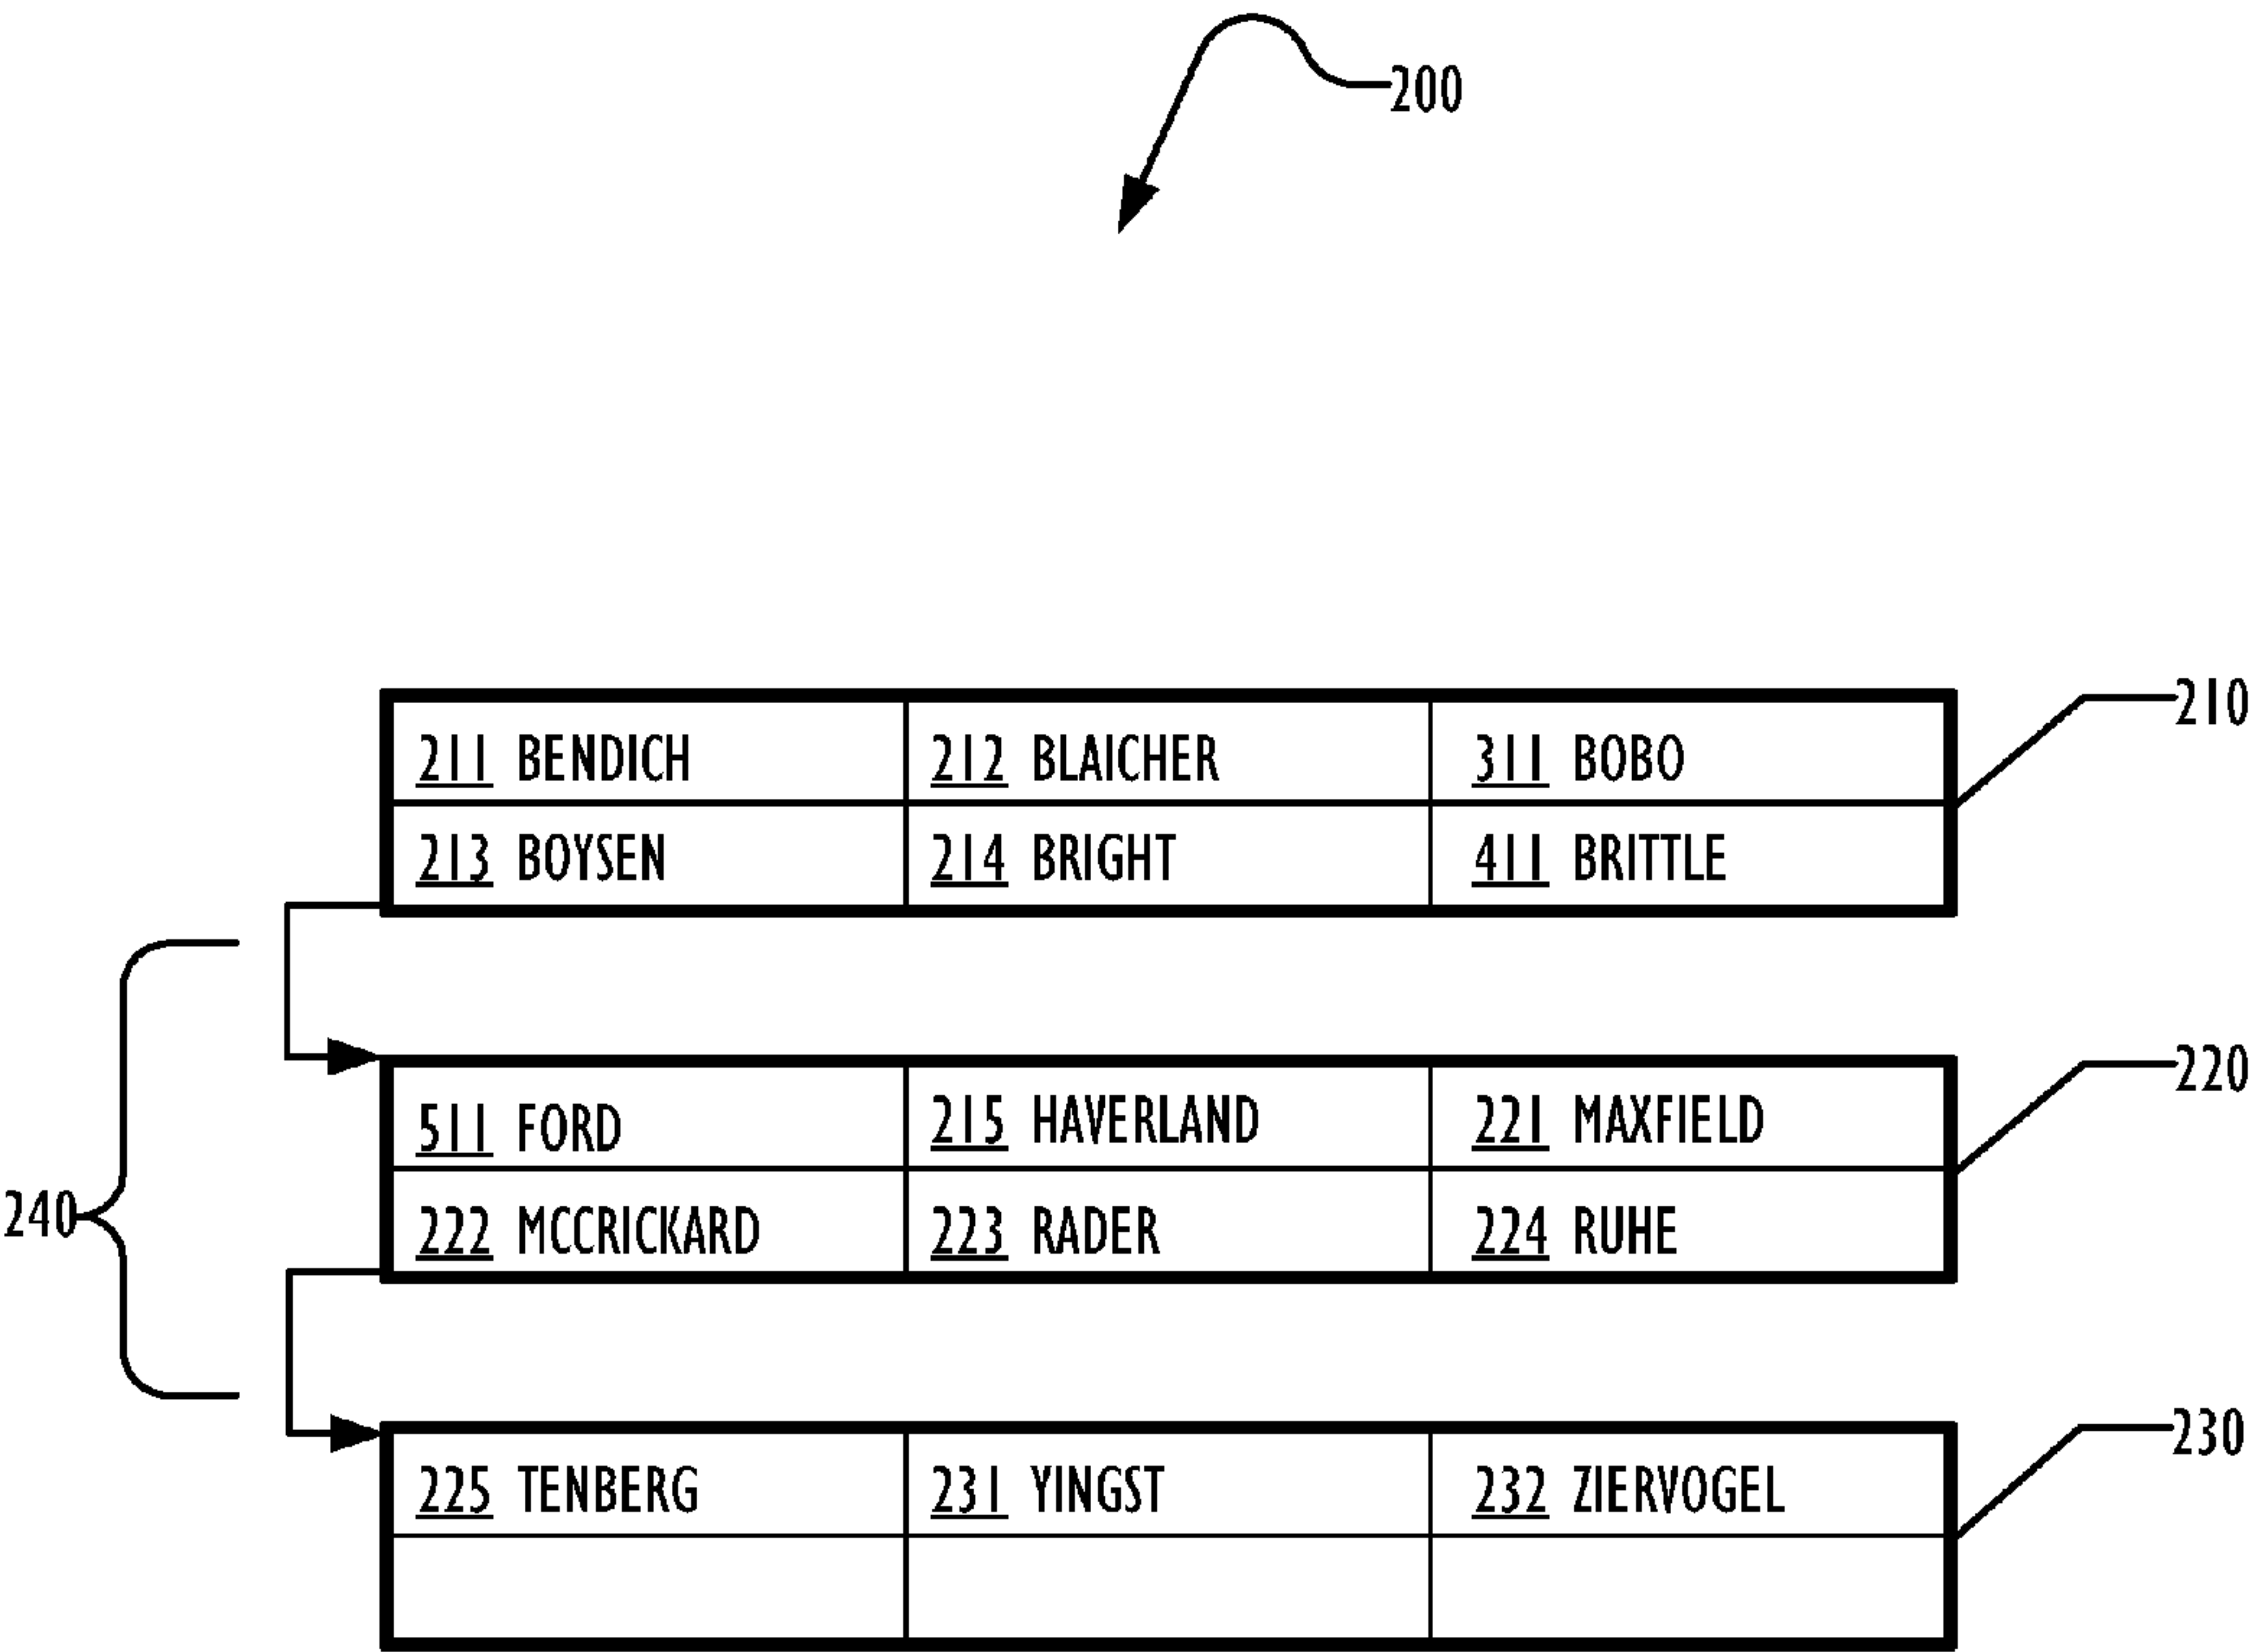 200
210
211 BENDICH 212 BLAICHER 311 BOBO
213 BOYSEN 214 BRIGHT 411 BRITTLE
220
511 FORD 215 HAVERLAND 221 MAXFIELD
240
222 MCCRICKARD 223 RADER 224 RUHE
230
225 TENBERG 231 YINGST 232 ZIERVOGEL